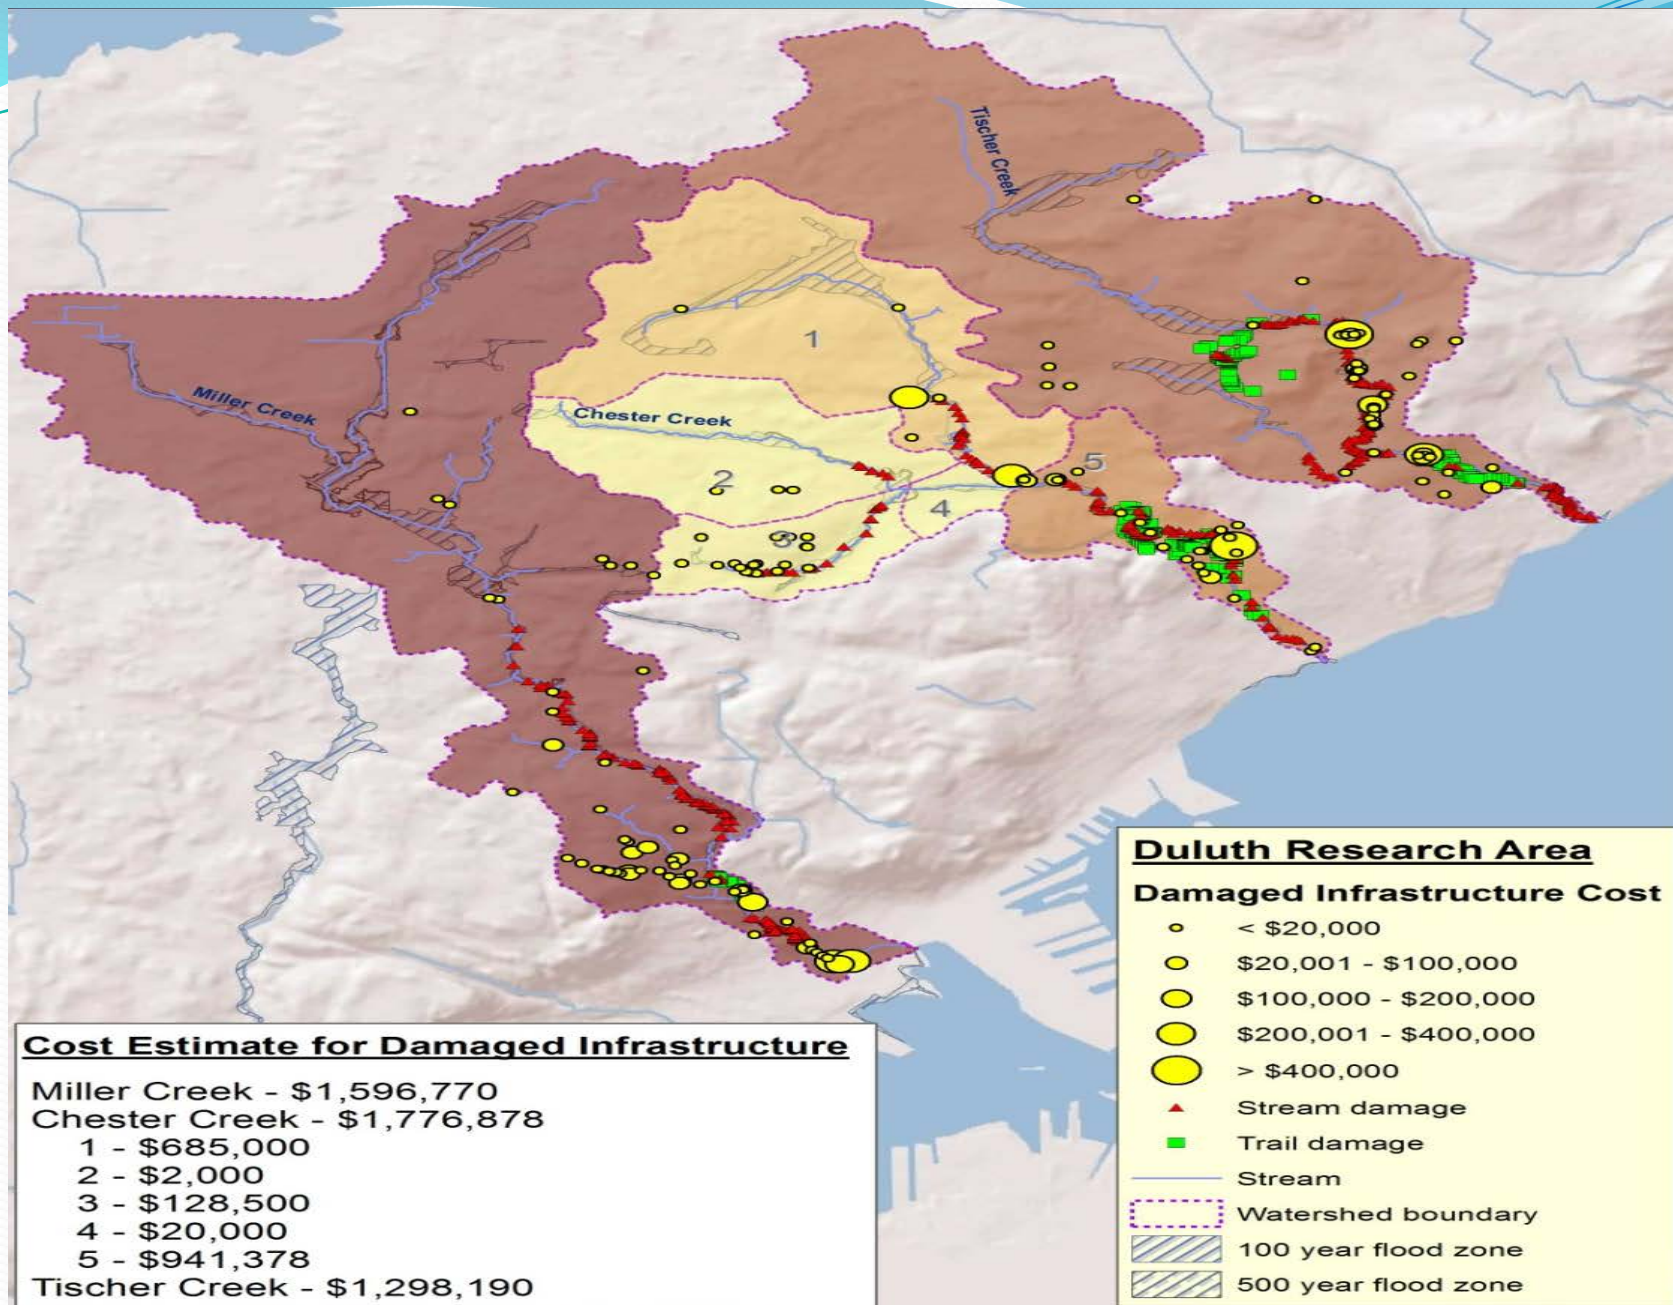 Tischer Creek
1
Miller Creek
Chester Creek
5
2
4
3
Duluth Research Area
Damaged Infrastructure Cost
< $20,000
$20,001 - $100,000
$100,000 - $200,000
$200,001 - $400,000
> $400,000
Stream damage
Trail damage
Stream
Watershed boundary
100 year flood zone
500 year flood zone
Cost Estimate for Damaged Infrastructure
Miller Creek - $1,596,770
Chester Creek - $1,776,878
1 - $685,000
2 - $2,000
3 - $128,500
4 - $20,000
5 - $941,378
Tischer Creek - $1,298,190